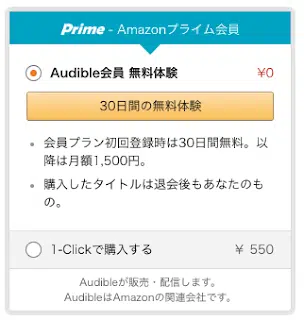 Prime - Amazonプライム会員
Audible会員 無料体験 ¥0
30日間の無料体験
• 会員プラン初回登録時は30日間無料。以
降は月額1,500円。
• 購入したタイトルは退会後もあなたのも
の。
1-Clickで購入する ¥ 550
Audibleが販売・配信します。
AudibleはAmazonの関連会社です。